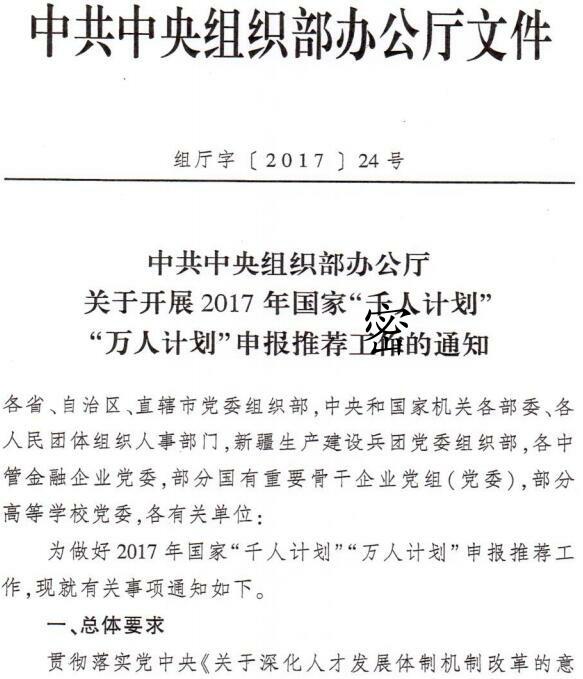 中共中央组织部办公厅文件
组厅字〔2017〕24号
中共中央组织部办公厅
关于开展2017年国家“千人计划”
“万人计划”申报推荐工作的通知
密
各省、自治区、直辖市党委组织部,中央和国家机关各部委、各
人民团体组织人事部门,新疆生产建设兵团党委组织部,各中
管金融企业党委,部分国有重要骨干企业党组(党委),部分
高等学校党委,各有关单位:
为做好2017年国家“千人计划”“万人计划”申报推荐工
作,现就有关事项通知如下。
一、总体要求
贯彻落实党中央《关于深化人才发展体制机制改革的意